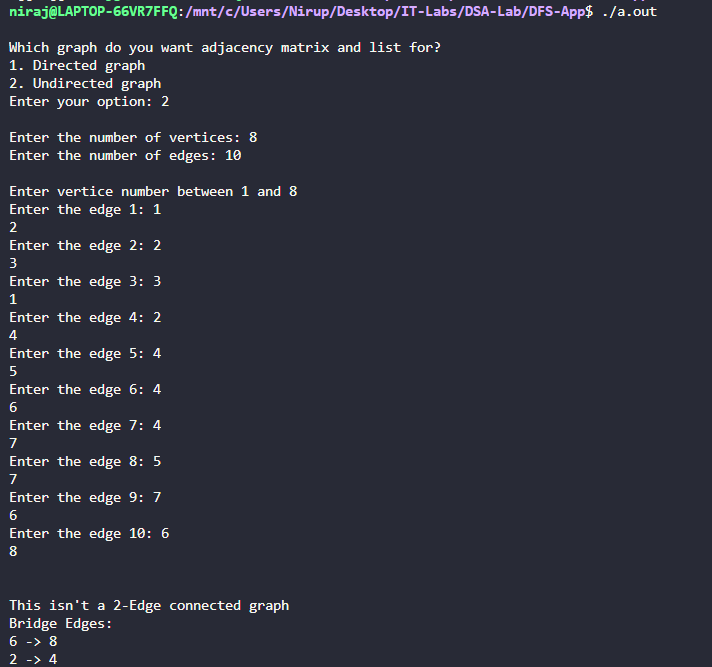 niraj@LAPTOP-66VR7FFQ:/mnt/c/Users/Nirup/Desktop/IT-Labs/DSA-Lab/DFS-App$ ./a.out
Which graph do you want adjacency matrix and list for?
1. Directed graph
2. Undirected graph
Enter your option: 2
Enter the number of vertices: 8
Enter the number of edges: 10
Enter vertice number between 1 and 8
Enter the edge 1: 1
2
Enter the edge 2: 2
3
Enter the edge 3: 3
1
Enter the edge 4: 2
4
Enter the edge 5: 4
5
Enter the edge 6: 4
6
Enter the edge 7: 4
7
Enter the edge 8: 5
7
Enter the edge 9: 7
6
Enter the edge 10: 6
8
This isn't a 2-Edge connected graph
Bridge Edges:
6 -> 8
2 -> 4